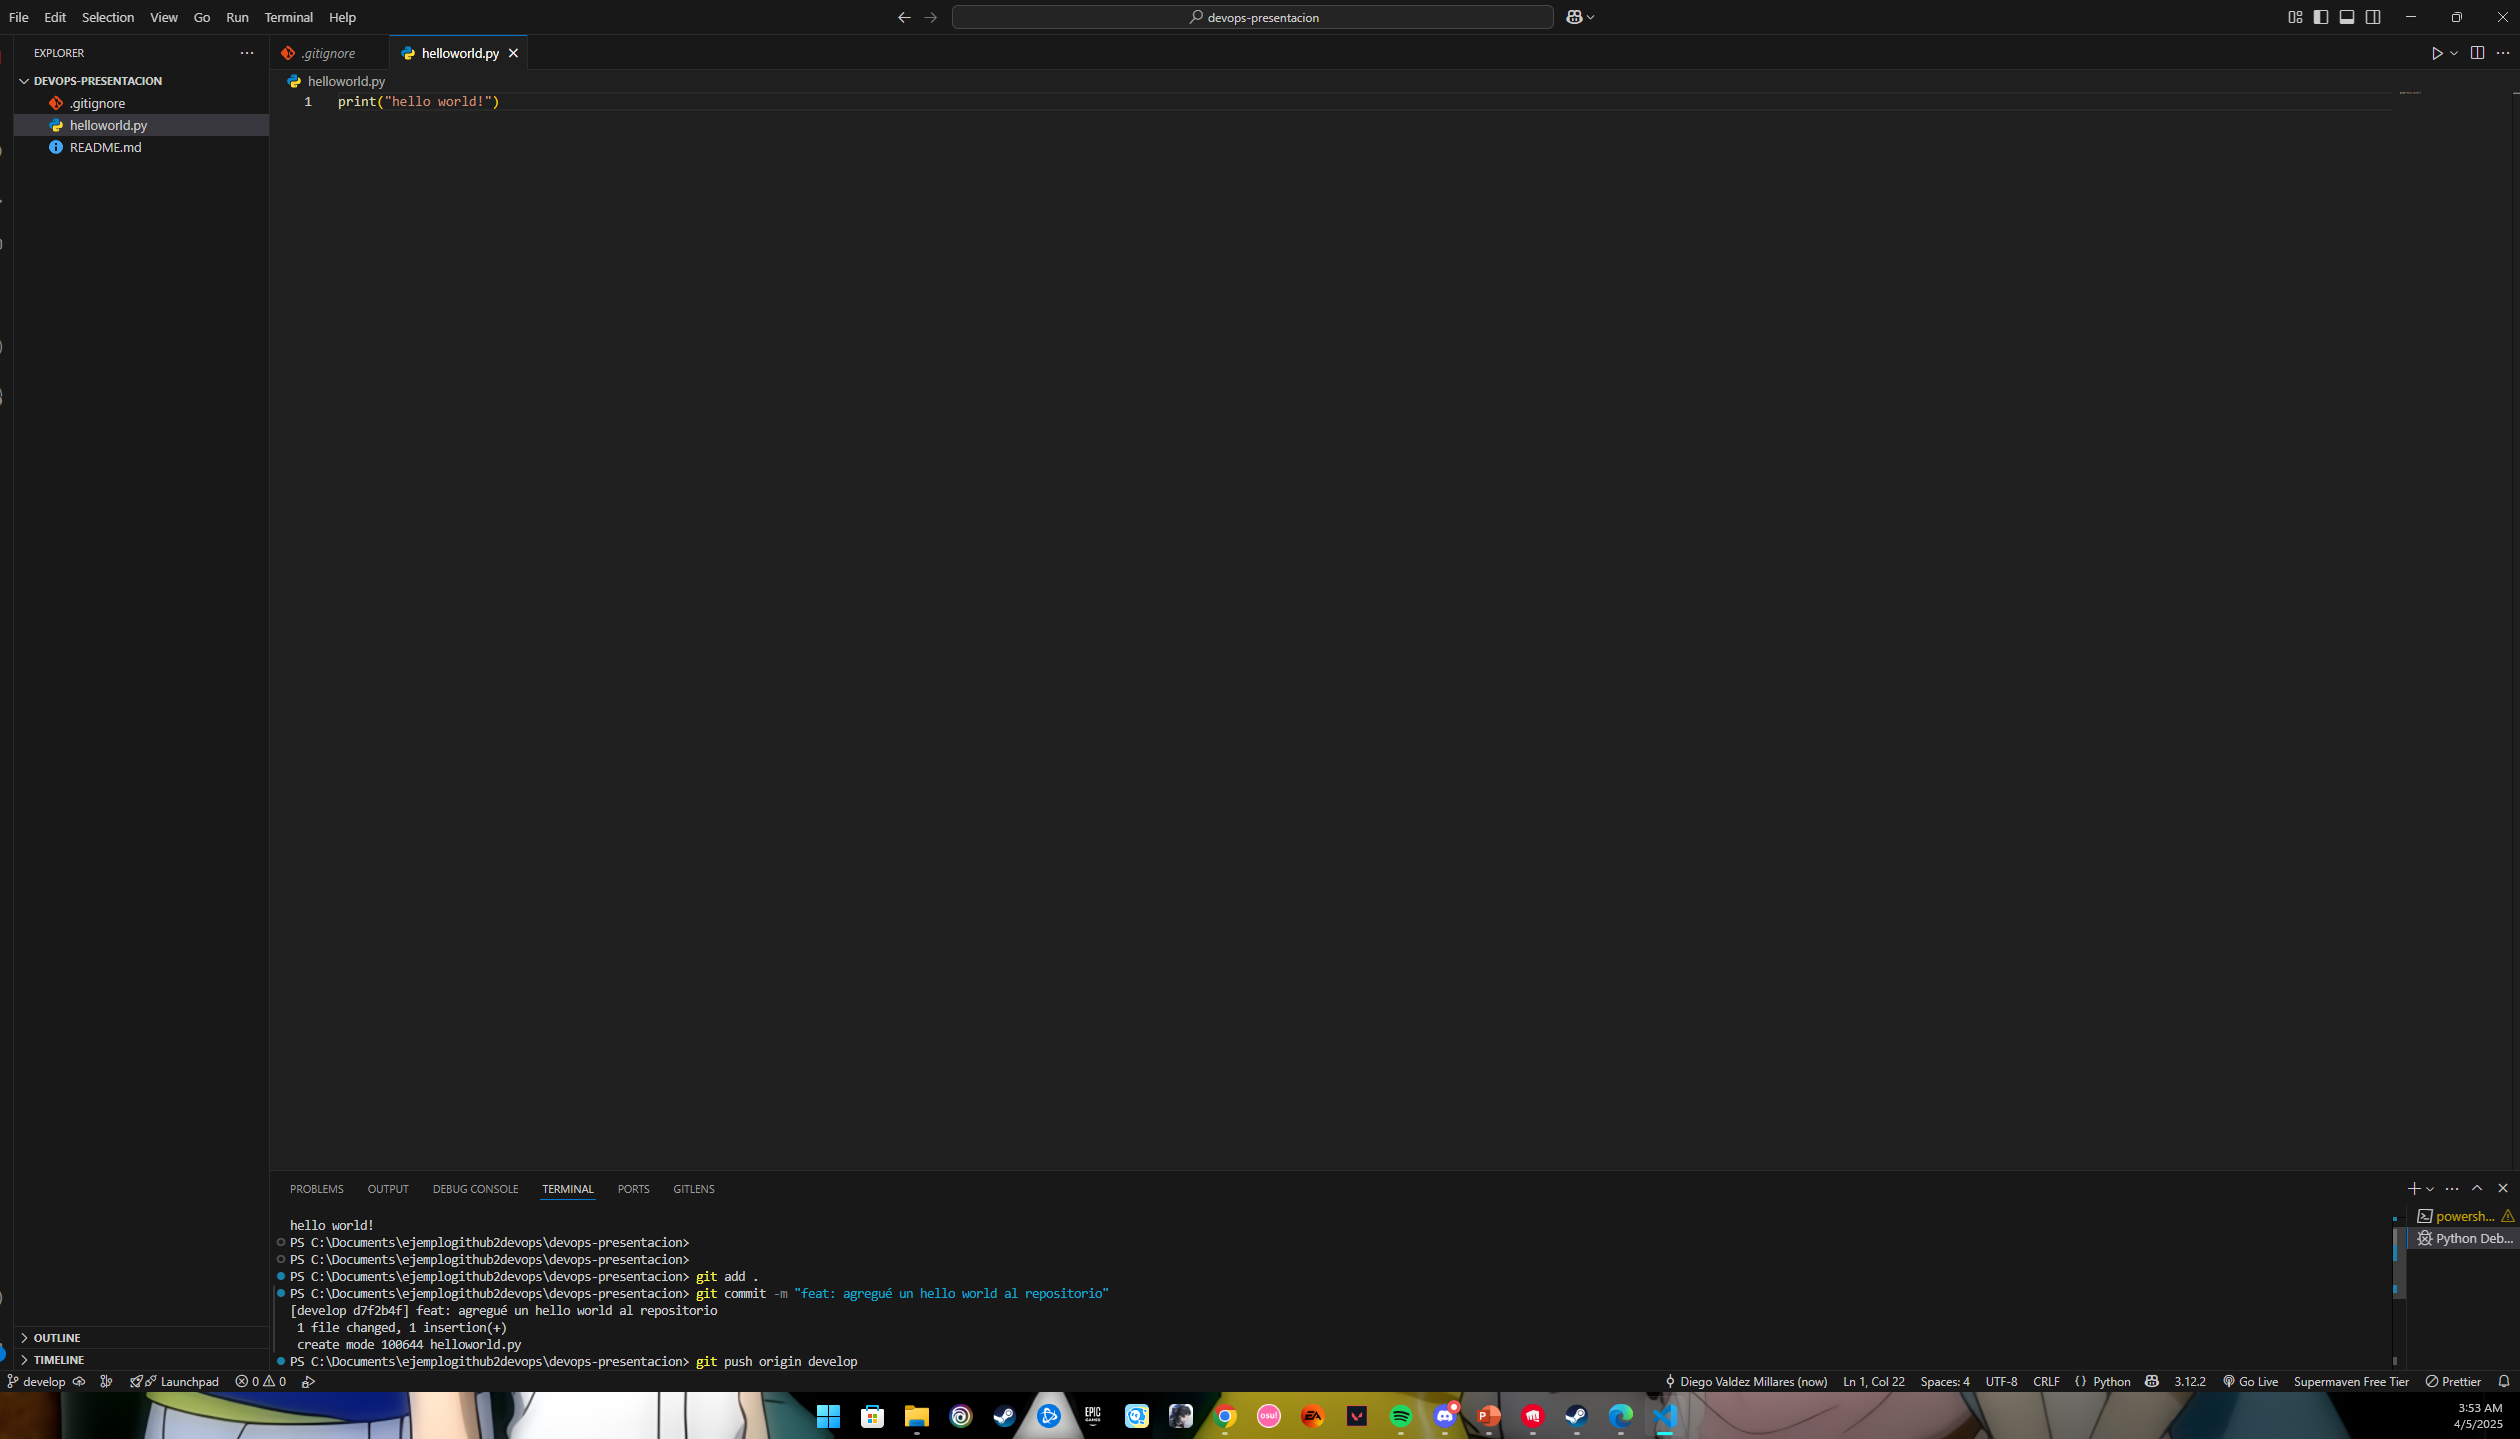 File Edit Selection View Go Run Terminal Help
devops-presentacion
EXPLORER
DEVOPS-PRESENTACION
.gitignore
helloworld.py
README.md
OUTLINE
TIMELINE
.gitignore
helloworld.py
helloworld.py
1 print("hello world!")
PROBLEMS OUTPUT DEBUG CONSOLE TERMINAL PORTS GITLENS
hello world!
PS C:\Documents\ejemplogithub2devops\devops-presentacion>
PS C:\Documents\ejemplogithub2devops\devops-presentacion>
PS C:\Documents\ejemplogithub2devops\devops-presentacion> git add .
PS C:\Documents\ejemplogithub2devops\devops-presentacion> git commit -m "feat: agregué un hello world al repositorio"
[develop d7f2b4f] feat: agregué un hello world al repositorio
1 file changed, 1 insertion(+)
create mode 100644 helloworld.py
PS C:\Documents\ejemplogithub2devops\devops-presentacion> git push origin develop
powersh...
Python Deb...
develop Launchpad 0 0 Diego Valdez Millares (now) Ln 1, Col 22 Spaces: 4 UTF-8 CRLF {} Python 3.12.2 Go Live Supermaven Free Tier Prettier
EPIC GAMES
osu!
EA
3:53 AM
4/5/2025